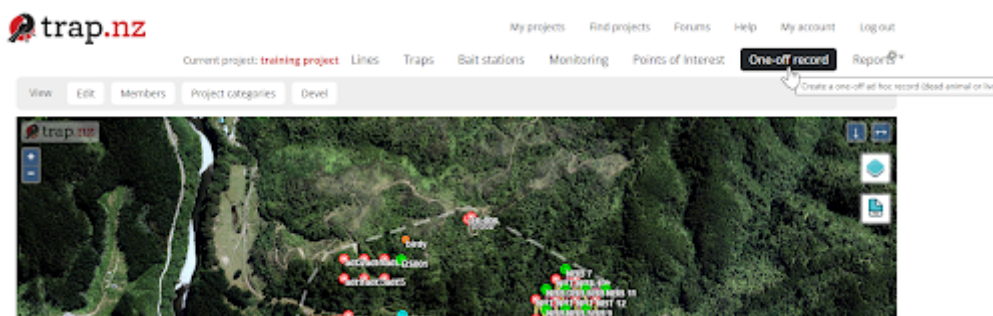 trap.nz
My projects Find projects Forums Help My account Log out
Current project: training project Lines Traps Bait stations Monitoring Points of Interest One-off record Reports
Create a one-off ad hoc record (dead animal or liv
View Edit Members Project categories Devel
trap.nz
birdy